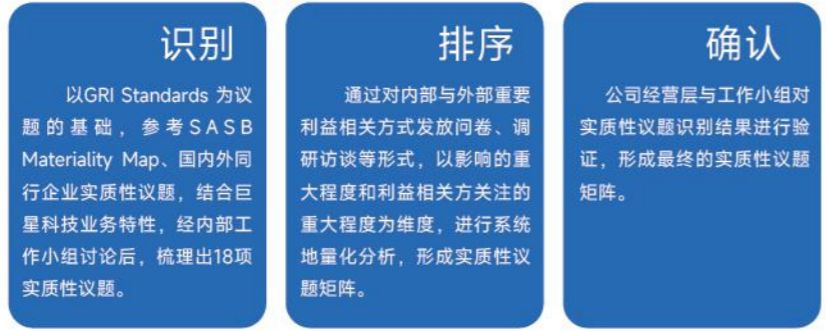 识别
以GRI Standards 为议
题的基础，参考SASB
Materiality Map、国内外同
行企业实质性议题，结合巨
星科技业务特性，经内部工
作小组讨论后，梳理出18项
实质性议题。
排序
通过对内部与外部重要
利益相关方式发放问卷、调
研访谈等形式，以影响的重
大程度和利益相关方关注的
重大程度为维度，进行系统
地量化分析，形成实质性议
题矩阵。
确认
公司经营层与工作小组对
实质性议题识别结果进行验
证，形成最终的实质性议题
矩阵。